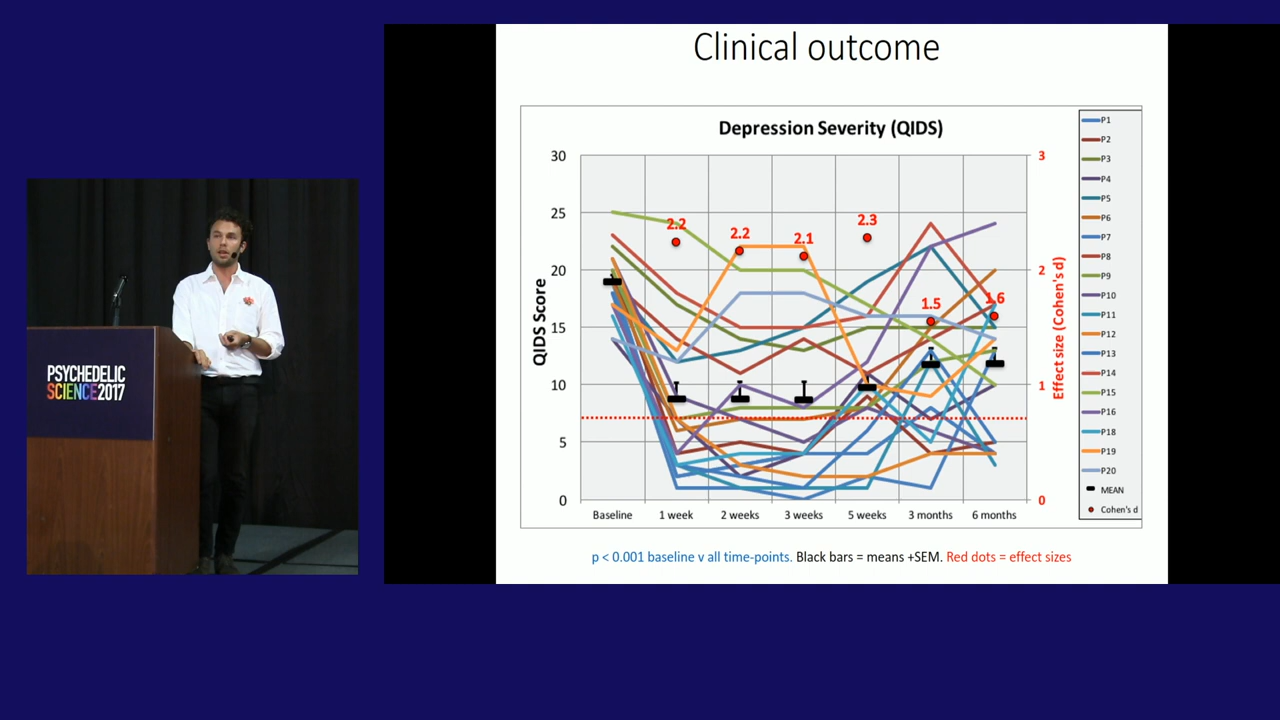 Clinical outcome
Depression Severity (QIDS)
QIDS Score
30
25
20
15
10
5
0
2.2
2.2
2.1
2.3
1.5
1.6
3
2
1
0
Effect size (Cohen's d)
Baseline
1 week
2 weeks
3 weeks
5 weeks
3 months
6 months
P1
P2
P3
P4
P5
P6
P7
P8
P9
P10
P11
P12
P13
P14
P15
P16
P18
P19
P20
MEAN
Cohen's d
p < 0.001 baseline v all time-points. Black bars = means +SEM. Red dots = effect sizes
PSYCHEDELIC
SCIENCE2017